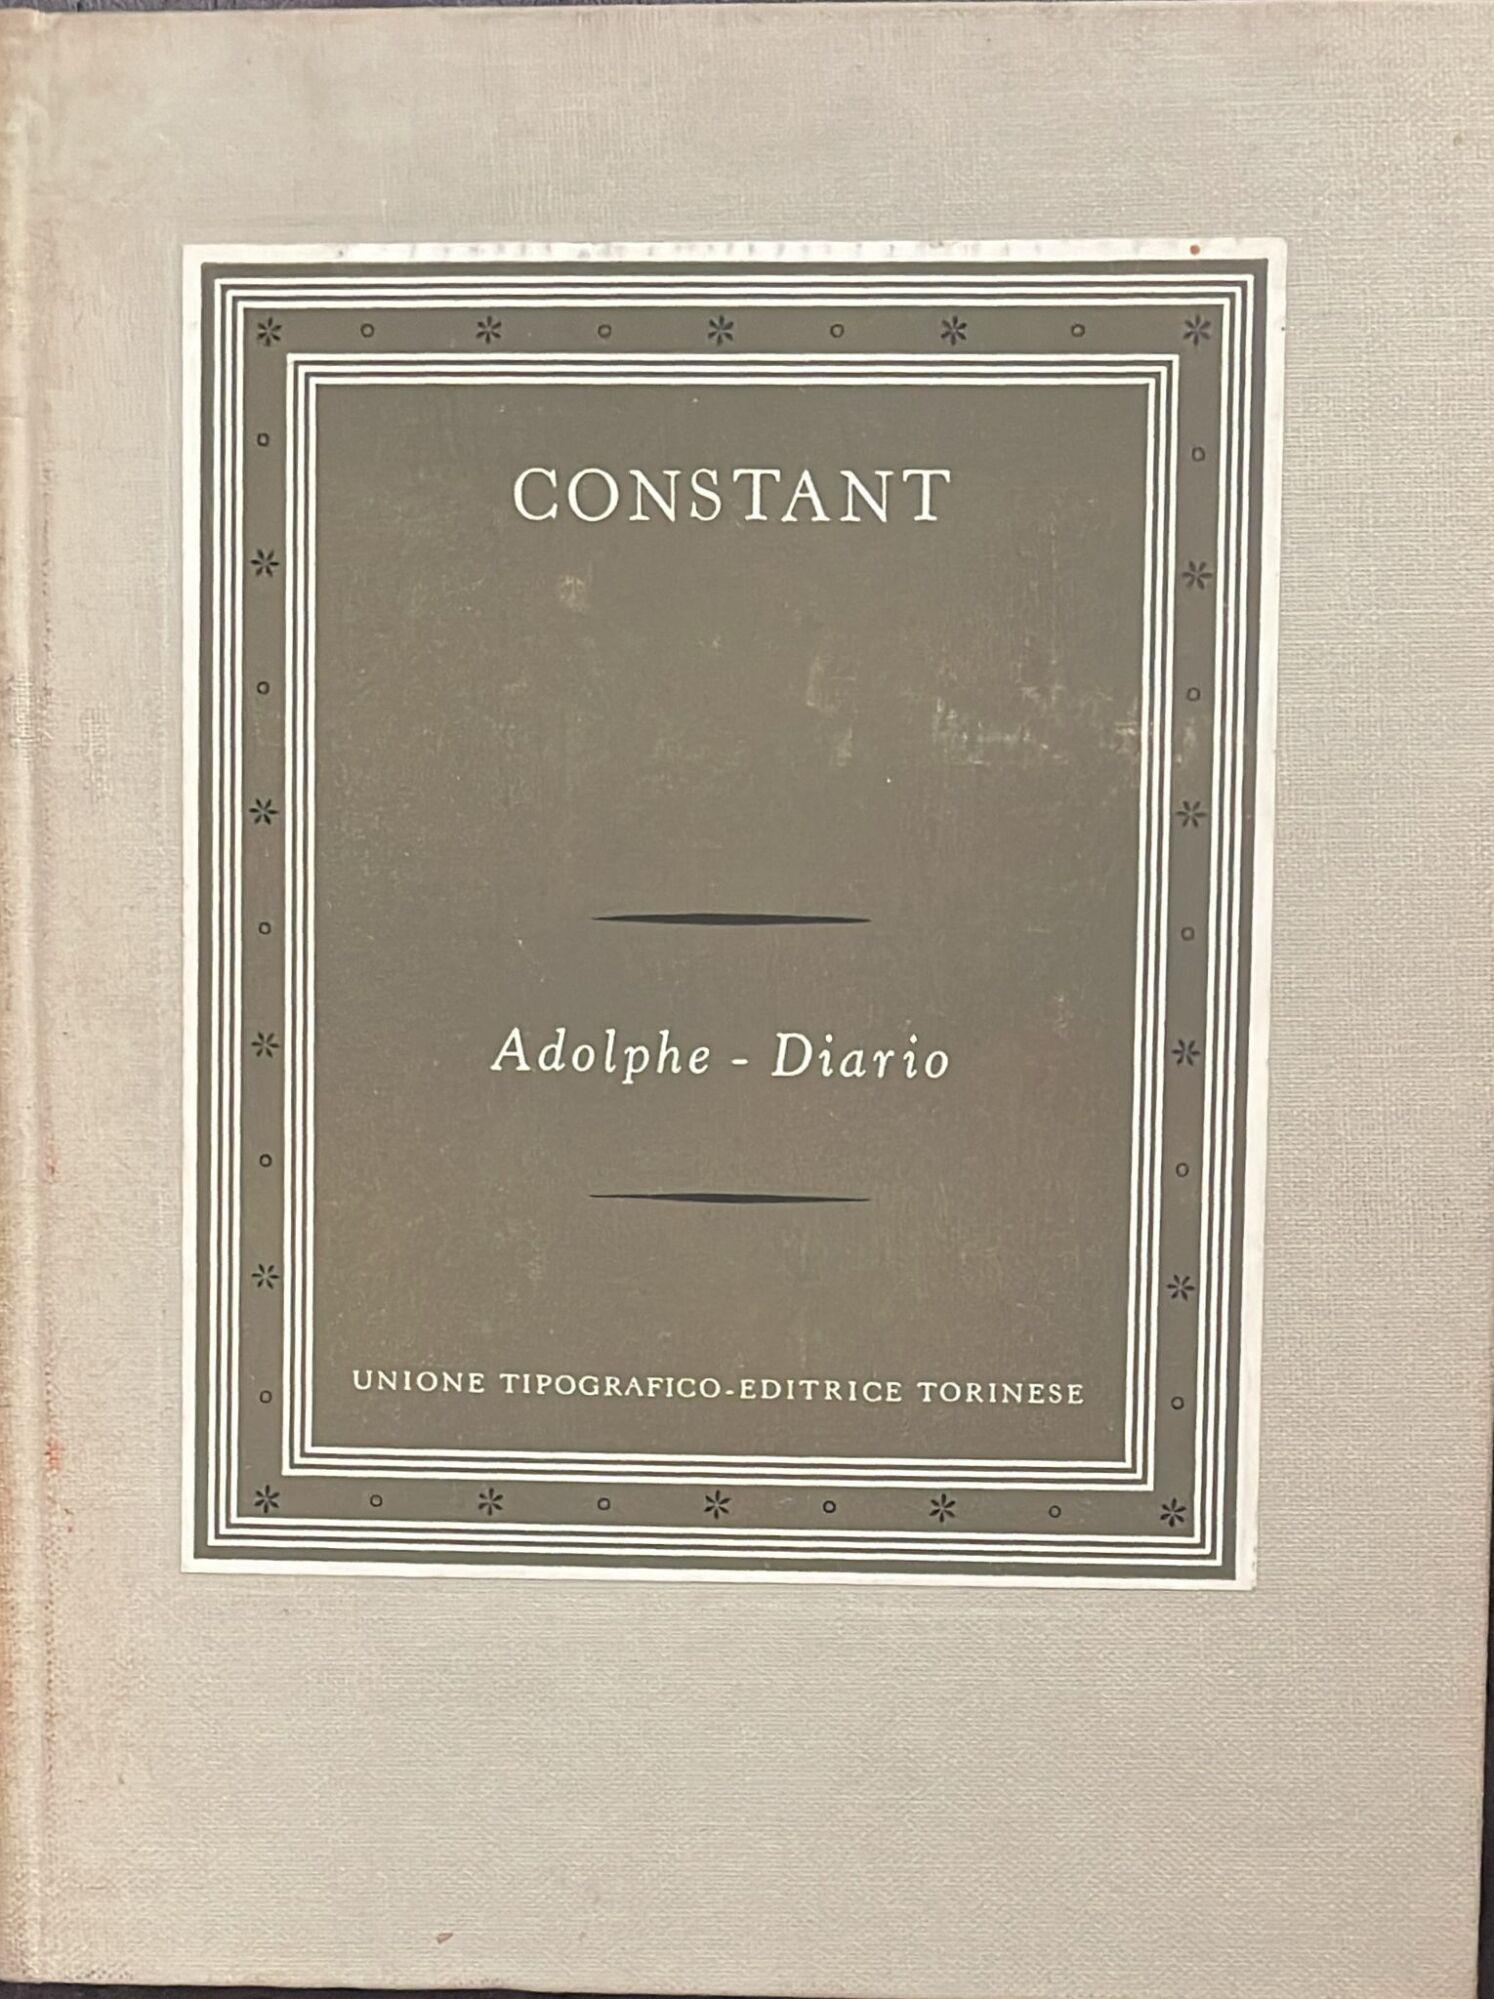 CONSTANT
Adolphe - Diario
UNIONE TIPOGRAFICO-EDITRICE TORINESE